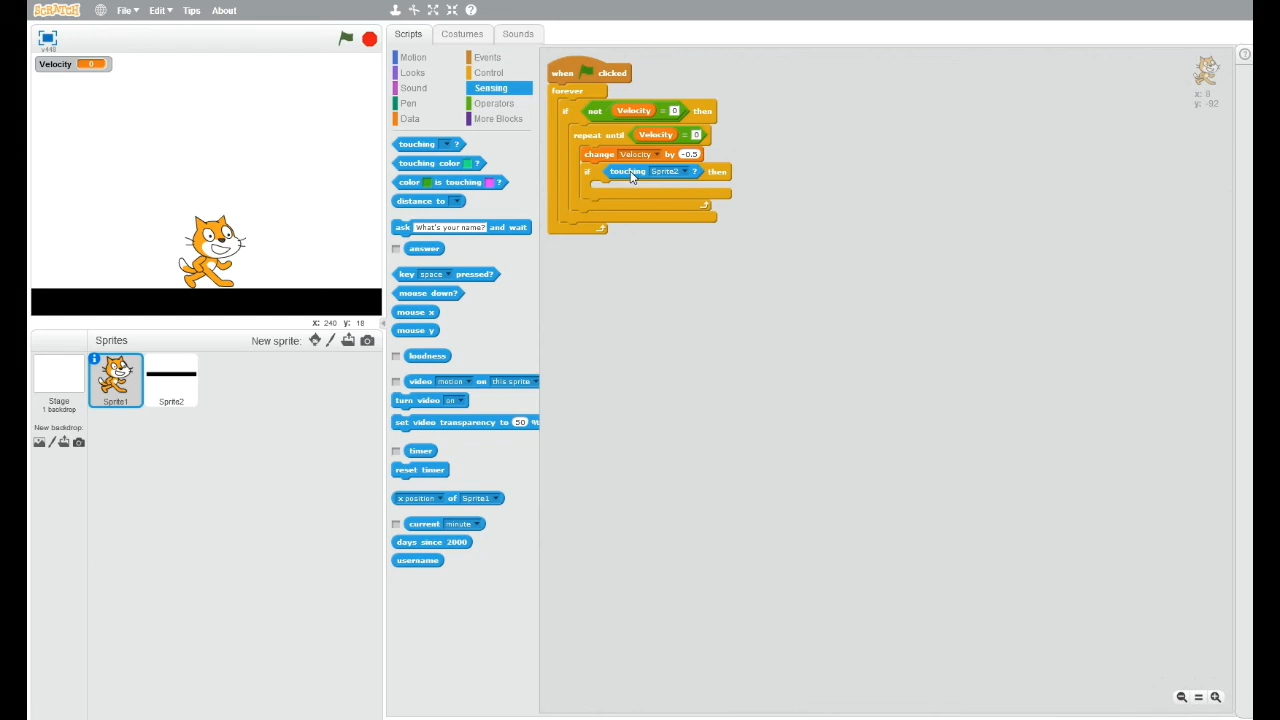 SCRATCH File Edit Tips About
v448
Velocity 0
X: 240 y: 18
Sprites New sprite:
Stage
1 backdrop
New backdrop:
Sprite1
Sprite2
Scripts Costumes Sounds
Motion Events
Looks Control
Sound Sensing
Pen Operators
Data More Blocks
touching ?
touching color ?
color is touching ?
distance to
ask What's your name? and wait
answer
key space pressed?
mouse down?
mouse x
mouse y
loudness
video motion on this sprite
turn video on
set video transparency to 50 %
timer
reset timer
x position of Sprite1
current minute
days since 2000
username
when clicked
forever
if not Velocity = 0 then
repeat until Velocity = 0
change Velocity by -0.5
if touching Sprite2 ? then
x: 8
y: -92